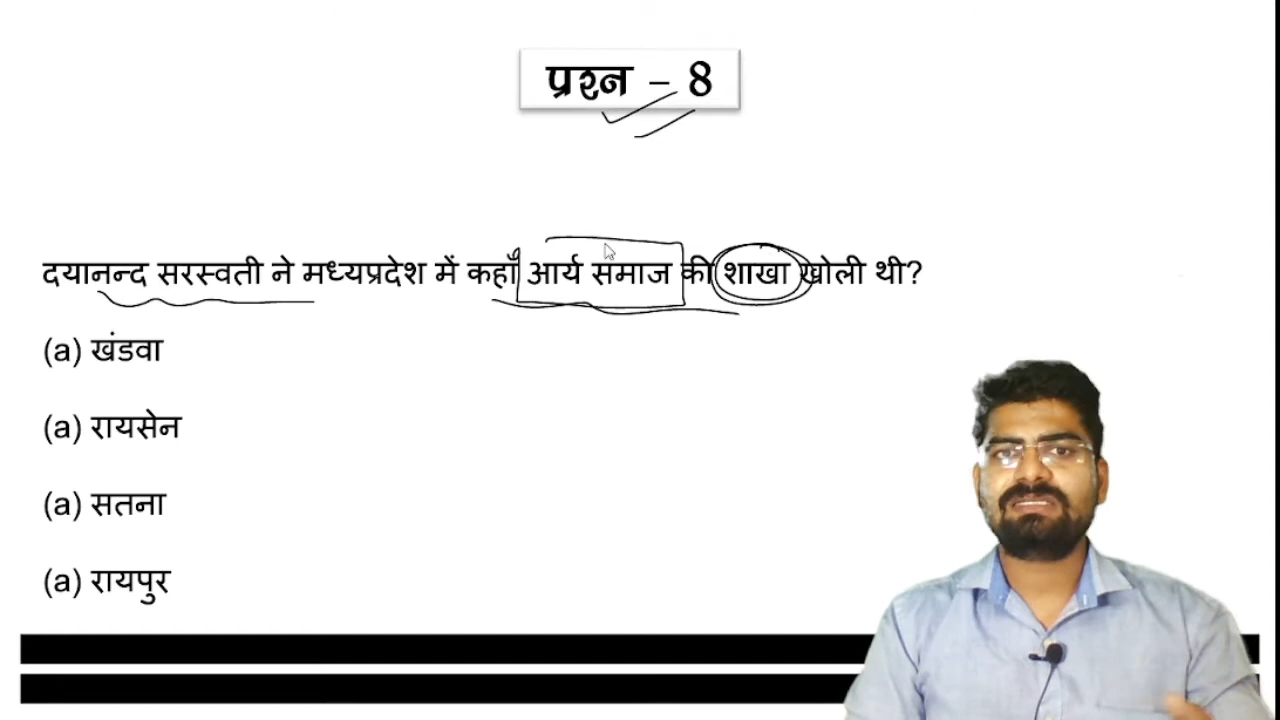 प्रश्न – 8
दयानन्द सरस्वती ने मध्यप्रदेश में कहाँ आर्य समाज की शाखा खोली थी?
(a) खंडवा
(a) रायसेन
(a) सतना
(a) रायपुर